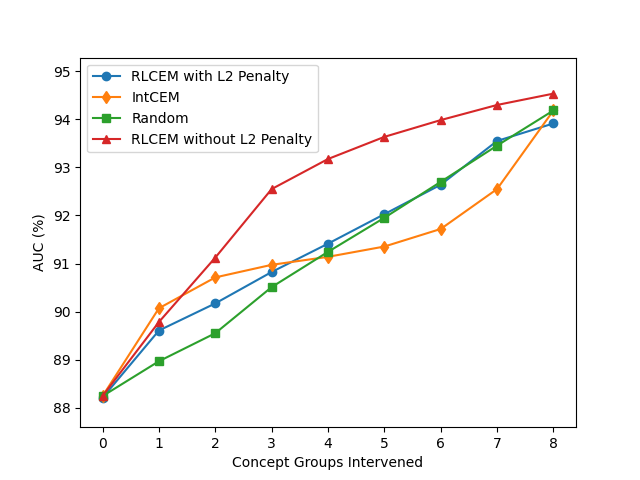 RLCEM with L2 Penalty
IntCEM
Random
RLCEM without L2 Penalty
95
94
93
92
91
90
89
88
AUC (%)
0 1 2 3 4 5 6 7 8
Concept Groups Intervened